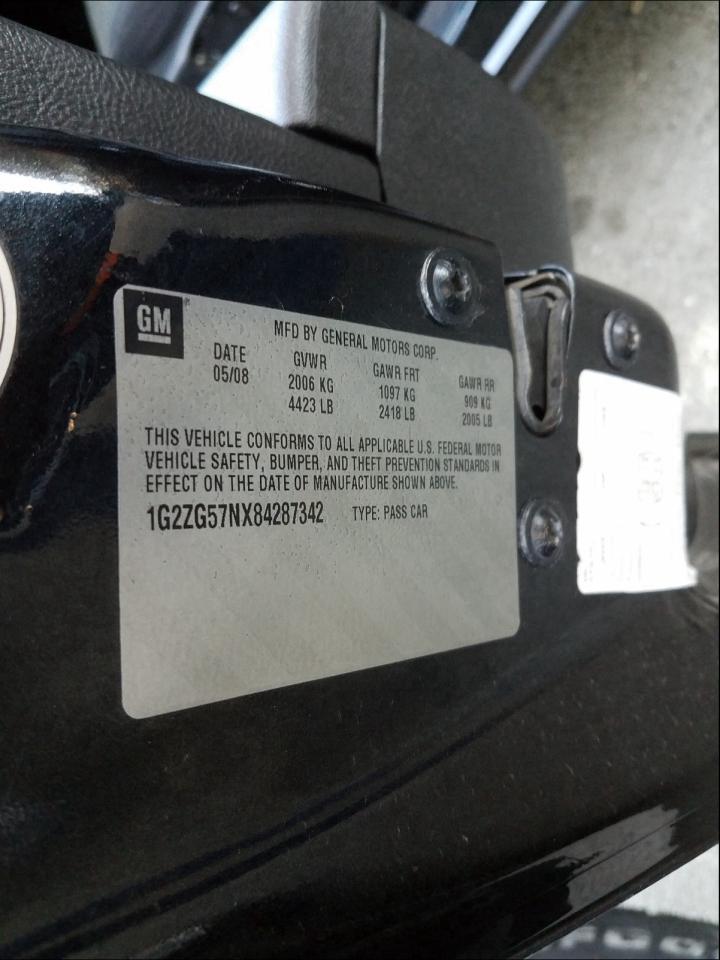 GM
MFD BY GENERAL MOTORS CORP.
DATE GVWR GAWR FRT GAWR RR
05/08 2006 KG 1097 KG 909 KG
4423 LB 2418 LB 2005 LB
THIS VEHICLE CONFORMS TO ALL APPLICABLE U.S. FEDERAL MOTOR
VEHICLE SAFETY, BUMPER, AND THEFT PREVENTION STANDARDS IN
EFFECT ON THE DATE OF MANUFACTURE SHOWN ABOVE.
1G2ZG57NX84287342 TYPE: PASS CAR